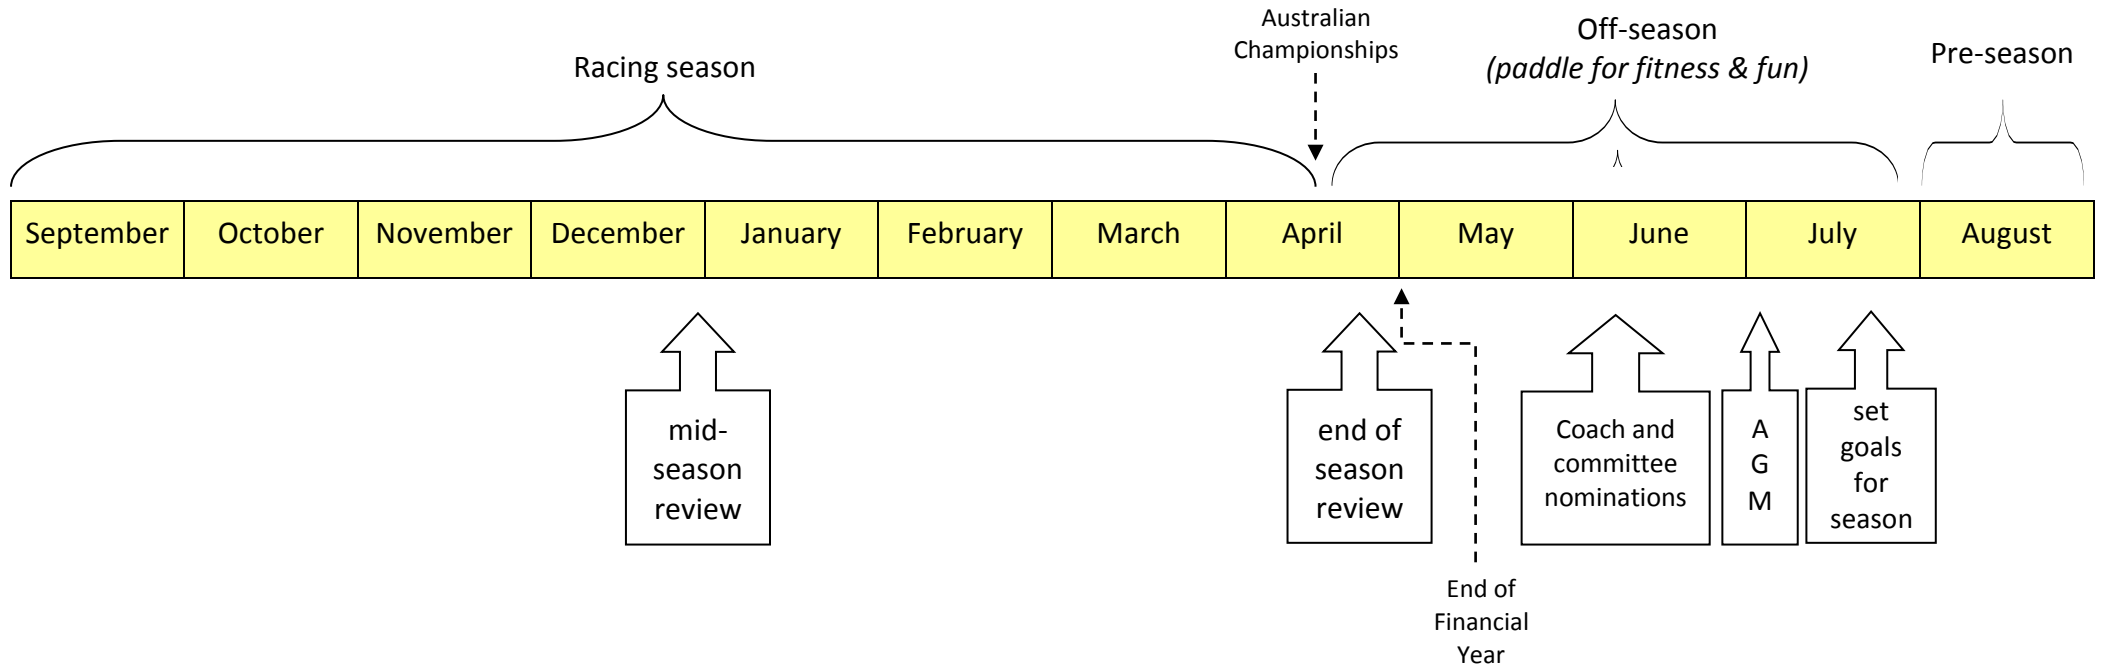 Australian
Championships
Off-season
(paddle for fitness & fun)
Pre-season
Racing season
September October November December January February March April May June July August
mid-
season
review
end of
season
review
Coach and
committee
nominations
A
G
M
set
goals
for
season
End of
Financial
Year